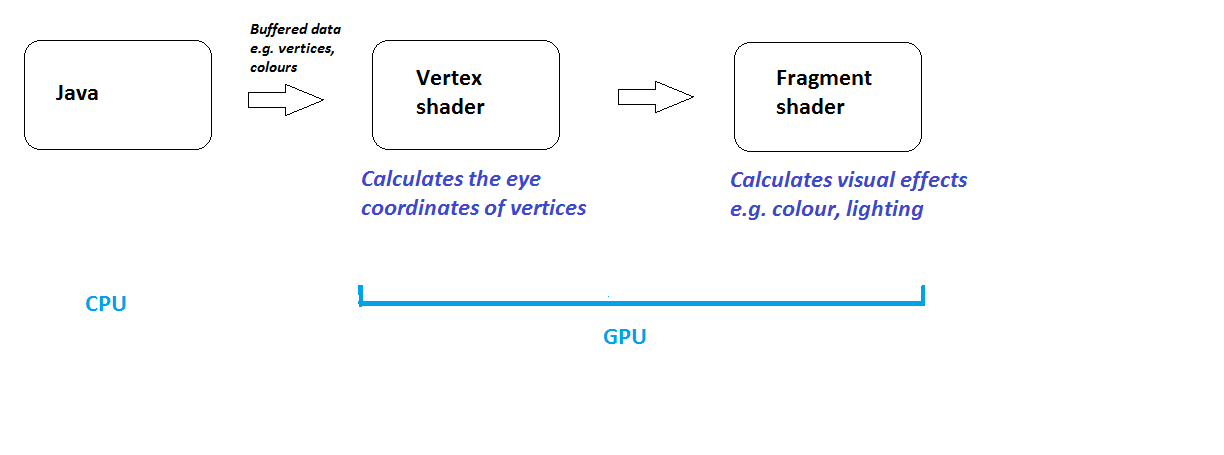 Buffered data
e.g. vertices,
colours
Java
Vertex
shader
Fragment
shader
Calculates the eye
coordinates of vertices
Calculates visual effects
e.g. colour, lighting
CPU
GPU